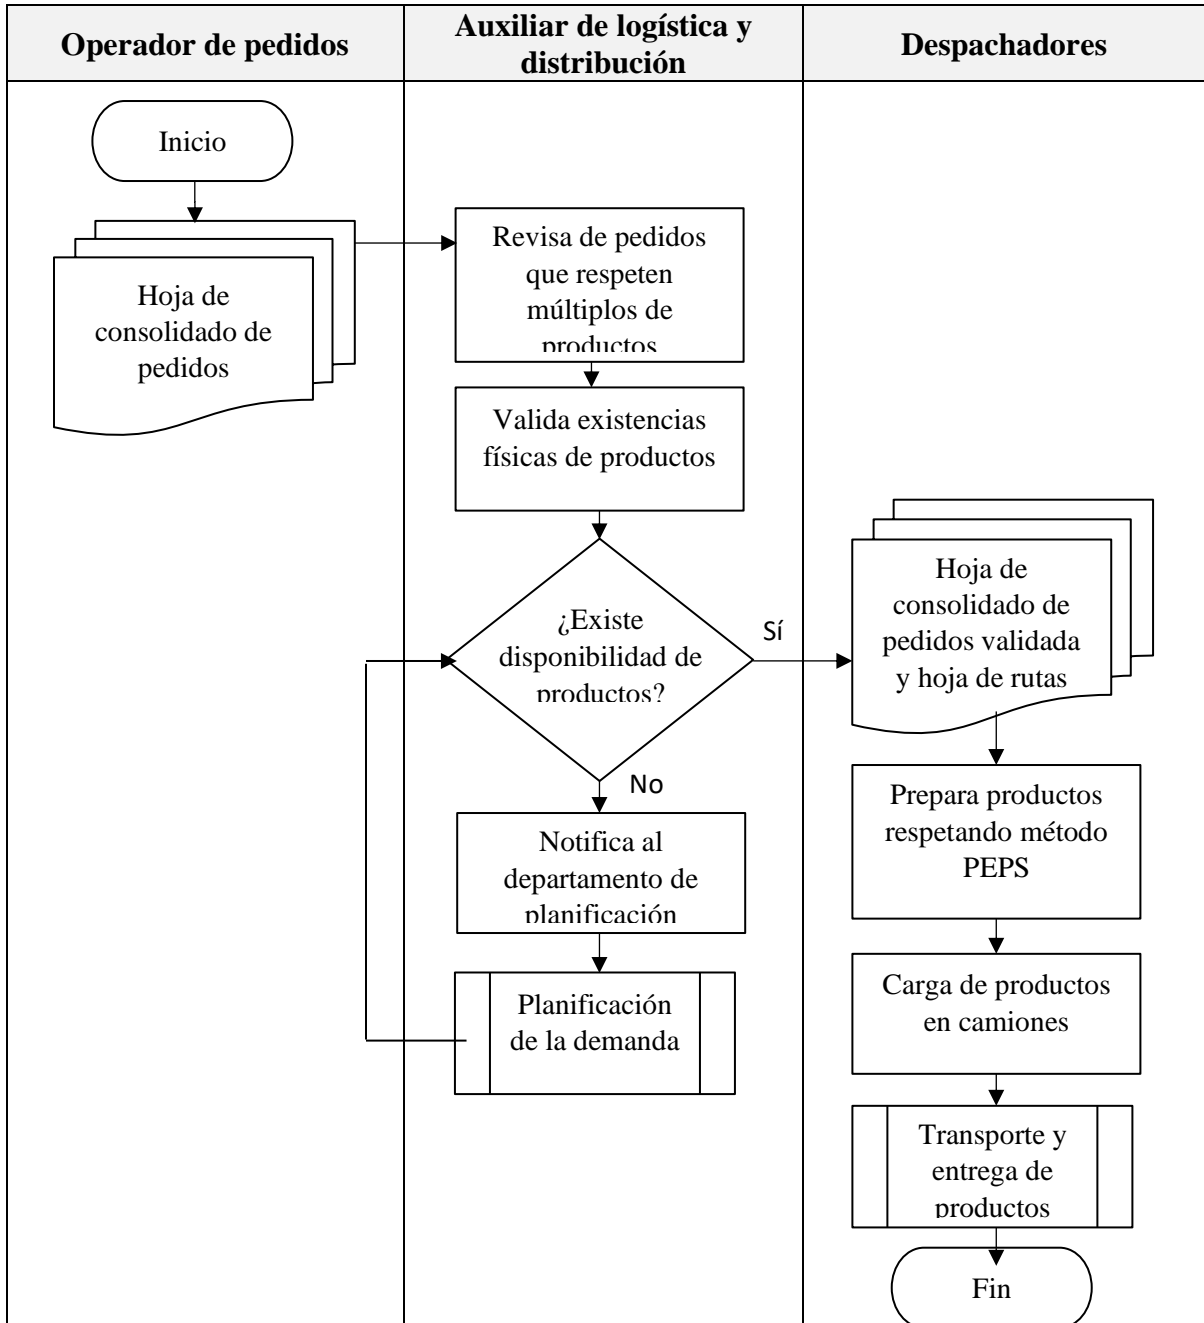 Operador de pedidos
Auxiliar de logística y
distribución
Despachadores
Inicio
Hoja de
consolidado de
pedidos
Revisa de pedidos
que respeten
múltiplos de
productos
Valida existencias
físicas de productos
¿Existe
disponibilidad de
productos?
Sí
No
Notifica al
departamento de
planificación
Planificación
de la demanda
Hoja de
consolidado de
pedidos validada
y hoja de rutas
Prepara productos
respetando método
PEPS
Carga de productos
en camiones
Transporte y
entrega de
productos
Fin